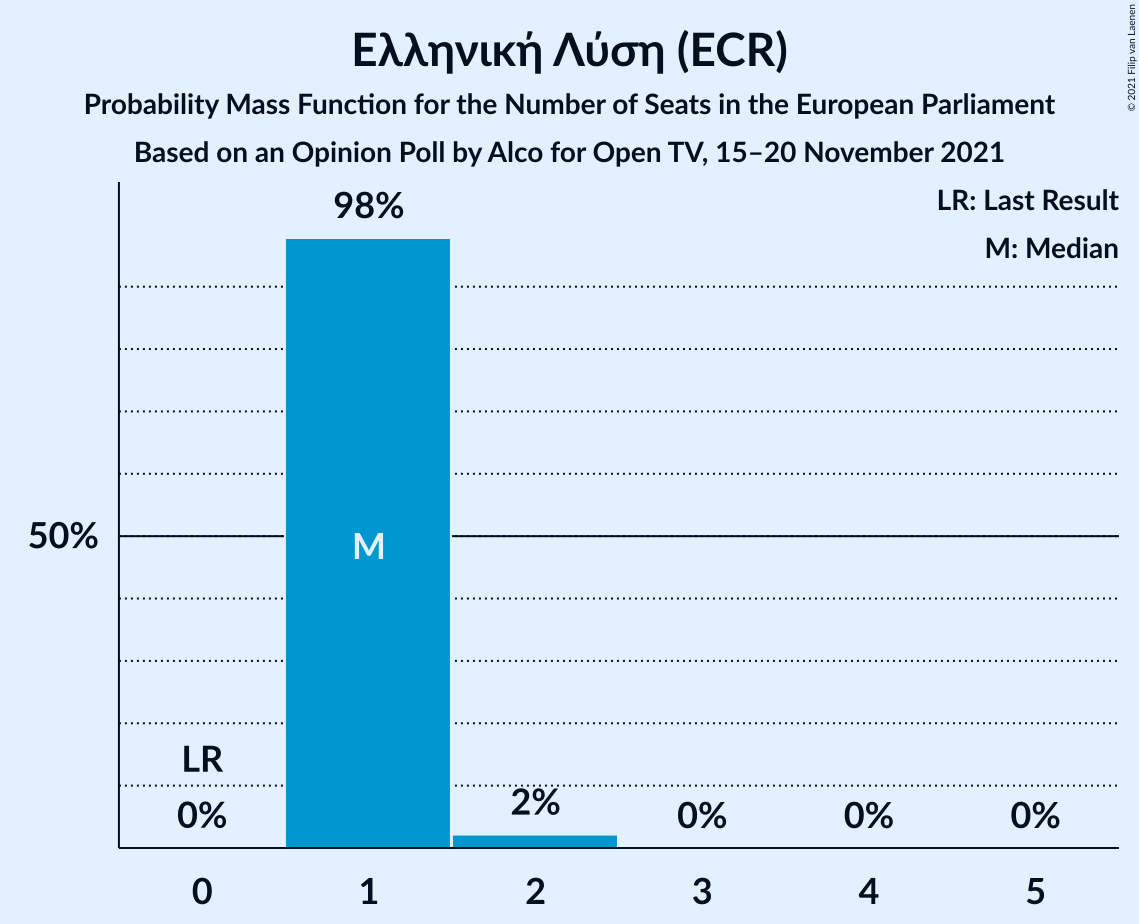 Ελληνική Λύση (ECR)
Probability Mass Function for the Number of Seats in the European Parliament
Based on an Opinion Poll by Alco for Open TV, 15–20 November 2021
© 2021 Filip van Laenen
LR: Last Result
M: Median
98%
50%
M
LR
0%
2%
0%
0%
0%
0
1
2
3
4
5